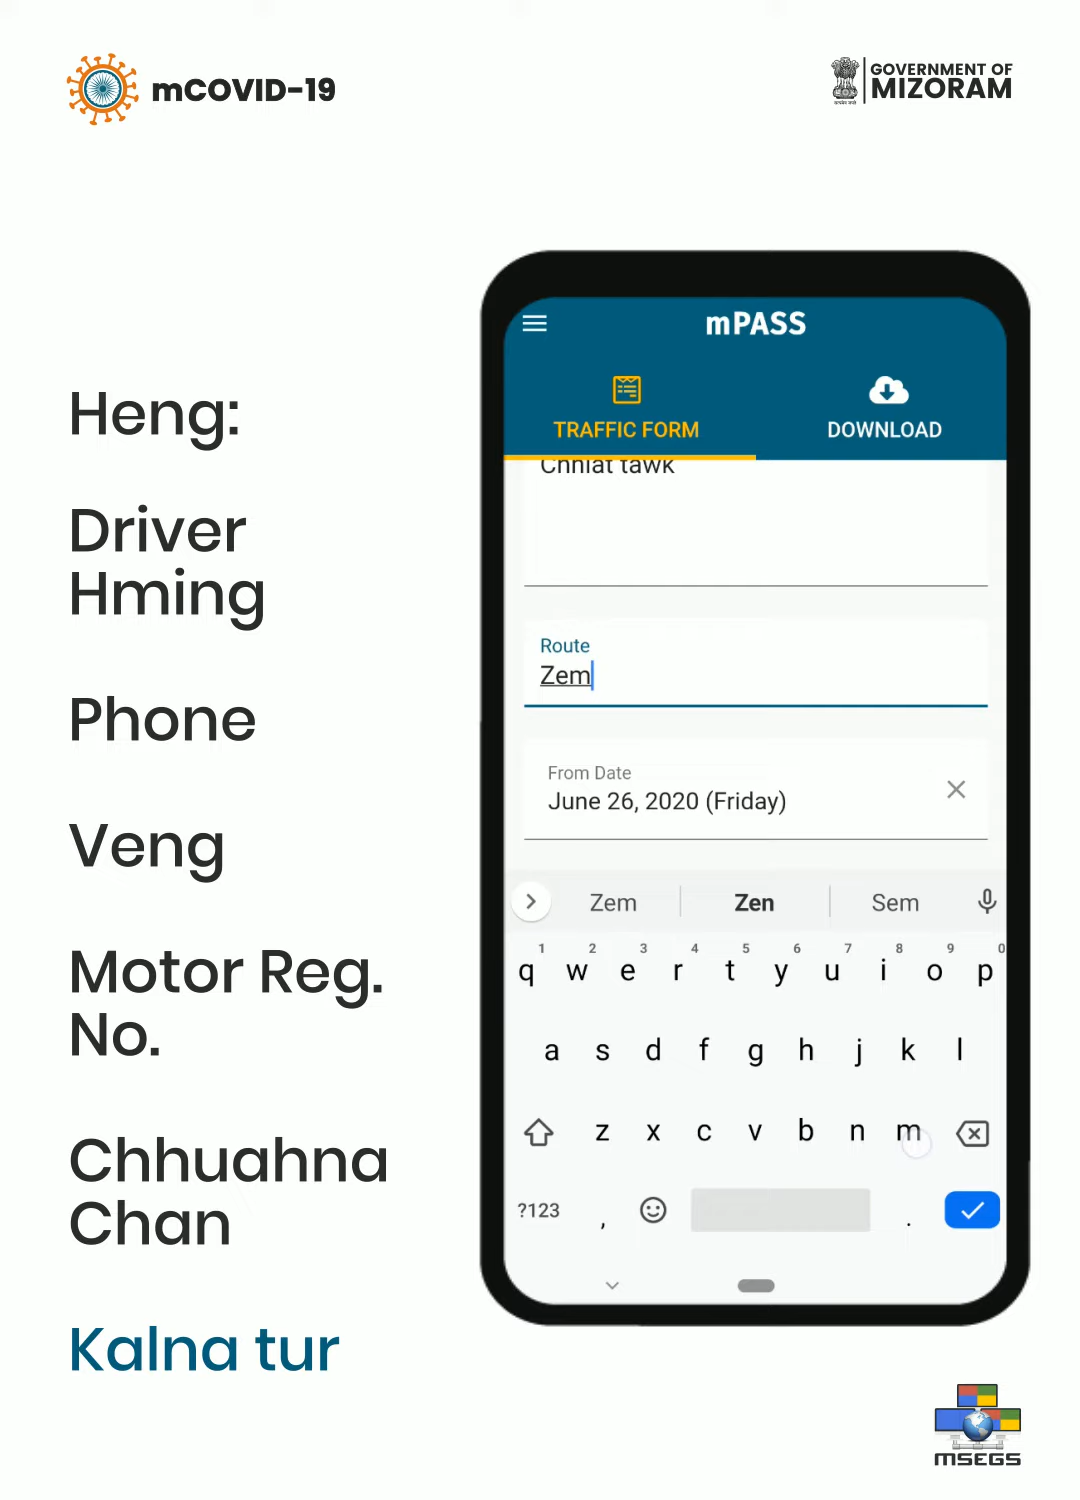 mCOVID-19
GOVERNMENT OF
MIZORAM
Heng:
Driver
Hming
Phone
Veng
Motor Reg.
No.
Chhuahna
Chan
Kalna tur
mPASS
TRAFFIC FORM
DOWNLOAD
Chhiat tawk
Route
Zem
From Date
June 26, 2020 (Friday)
Zem Zen Sem
1 2 3 4 5 6 7 8 9 0
q w e r t y u i o p
a s d f g h j k l
z x c v b n m
?123 , .
MSEGS